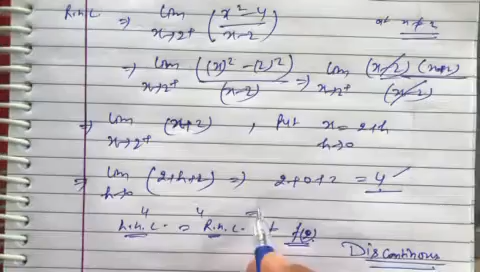 R.H.L ⇒ lim x→2+ (x² − 4 / x−2) at x ≠ 2
⇒ lim x→2+ ((x)² − (2)²) / (x−2) ⇒ lim x→2+ (x−2) (x+2) / (x−2)
⇒ lim x→2+ (x+2) , Put x = 2+h h→0
⇒ lim h→0 (2+h+2) ⇒ 2+0+2 = 4
4 4
L.H.L. = R.H.L. ≠ f(2)
Discontinous